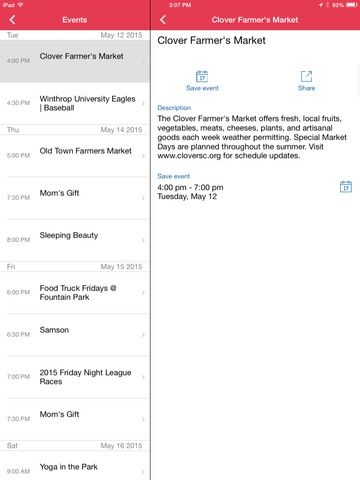 iPad 3:07 PM 92%
Events
Tue May 12 2015
4:00 PM Clover Farmer's Market
4:30 PM Winthrop University Eagles
| Baseball
Thu May 14 2015
5:00 PM Old Town Farmers Market
7:30 PM Mom's Gift
8:00 PM Sleeping Beauty
Fri May 15 2015
6:00 PM Food Truck Fridays @
Fountain Park
6:30 PM Samson
7:00 PM 2015 Friday Night League
Races
7:30 PM Mom's Gift
Sat May 16 2015
9:00 AM Yoga in the Park
Clover Farmer's Market
Clover Farmer's Market
17
Save event Share
Description
The Clover Farmer's Market offers fresh, local fruits,
vegetables, meats, cheeses, plants, and artisanal
goods each week weather permitting. Special Market
Days are planned throughout the summer. Visit
www.cloversc.org for schedule updates.
Save event
4:00 pm - 7:00 pm
Tuesday, May 12
17